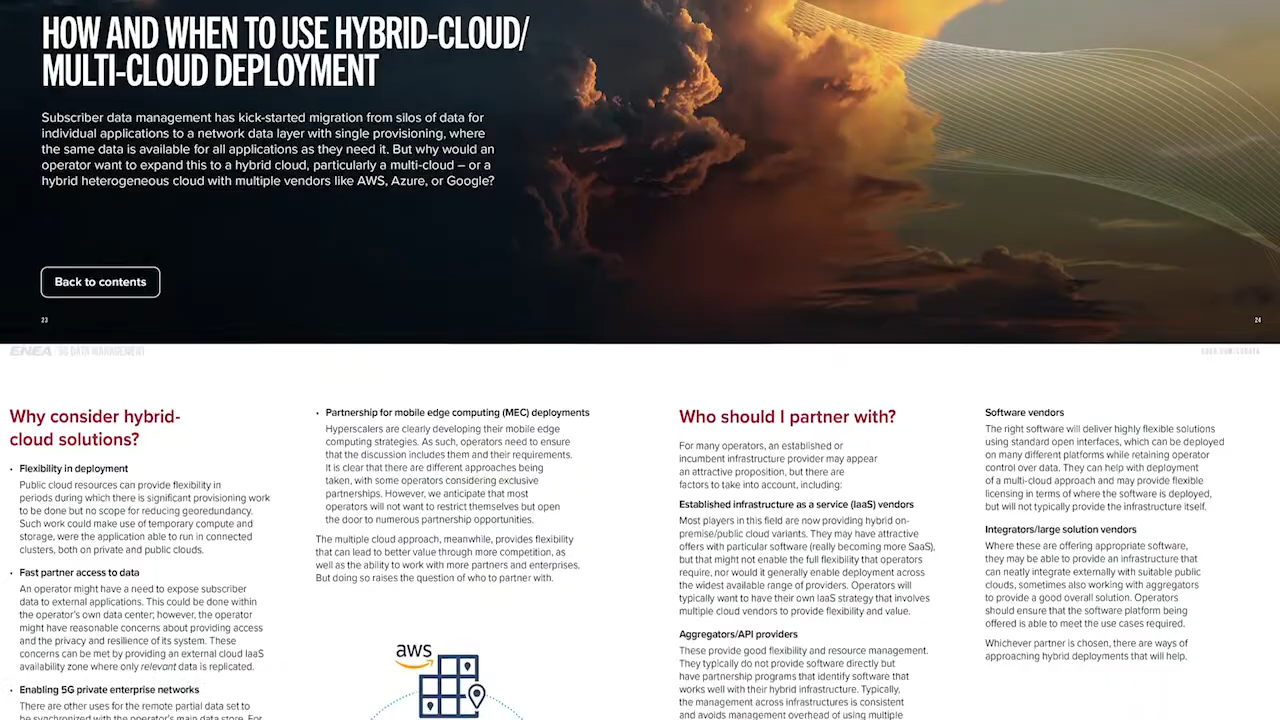 HOW AND WHEN TO USE HYBRID-CLOUD/
MULTI-CLOUD DEPLOYMENT
Subscriber data management has kick-started migration from silos of data for
individual applications to a network data layer with single provisioning, where
the same data is available for all applications as they need it. But why would an
operator want to expand this to a hybrid cloud, particularly a multi-cloud – or a
hybrid heterogeneous cloud with multiple vendors like AWS, Azure, or Google?
Back to contents
23
24
ENEA 5G DATA MANAGEMENT
Why consider hybrid-
cloud solutions?
• Flexibility in deployment
Public cloud resources can provide flexibility in
periods during which there is significant provisioning work
to be done but no scope for reducing georedundancy.
Such work could make use of temporary compute and
storage, were the application able to run in connected
clusters, both on private and public clouds.
• Fast partner access to data
An operator might have a need to expose subscriber
data to external applications. This could be done within
the operator's own data center; however, the operator
might have reasonable concerns about providing access
and the privacy and resilience of its system. These
concerns can be met by providing an external cloud IaaS
availability zone where only relevant data is replicated.
• Enabling 5G private enterprise networks
There are other uses for the remote partial data set to
be synchronized with the operator's main data store. For
• Partnership for mobile edge computing (MEC) deployments
Hyperscalers are clearly developing their mobile edge
computing strategies. As such, operators need to ensure
that the discussion includes them and their requirements.
It is clear that there are different approaches being
taken, with some operators considering exclusive
partnerships. However, we anticipate that most
operators will not want to restrict themselves but open
the door to numerous partnership opportunities.
The multiple cloud approach, meanwhile, provides flexibility
that can lead to better value through more competition, as
well as the ability to work with more partners and enterprises.
But doing so raises the question of who to partner with.
aws
Who should I partner with?
For many operators, an established or
incumbent infrastructure provider may appear
an attractive proposition, but there are
factors to take into account, including:
Established infrastructure as a service (IaaS) vendors
Most players in this field are now providing hybrid on-
premise/public cloud variants. They may have attractive
offers with particular software (really becoming more SaaS),
but that might not enable the full flexibility that operators
require, nor would it generally enable deployment across
the widest available range of providers. Operators will
typically want to have their own IaaS strategy that involves
multiple cloud vendors to provide flexibility and value.
Aggregators/API providers
These provide good flexibility and resource management.
They typically do not provide software directly but
have partnership programs that identify software that
works well with their hybrid infrastructure. Typically,
the management across infrastructures is consistent
and avoids management overhead of using multiple
Software vendors
The right software will deliver highly flexible solutions
using standard open interfaces, which can be deployed
on many different platforms while retaining operator
control over data. They can help with deployment
of a multi-cloud approach and may provide flexible
licensing in terms of where the software is deployed,
but will not typically provide the infrastructure itself.
Integrators/large solution vendors
Where these are offering appropriate software,
they may be able to provide an infrastructure that
can neatly integrate externally with suitable public
clouds, sometimes also working with aggregators
to provide a good overall solution. Operators
should ensure that the software platform being
offered is able to meet the use cases required.
Whichever partner is chosen, there are ways of
approaching hybrid deployments that will help.